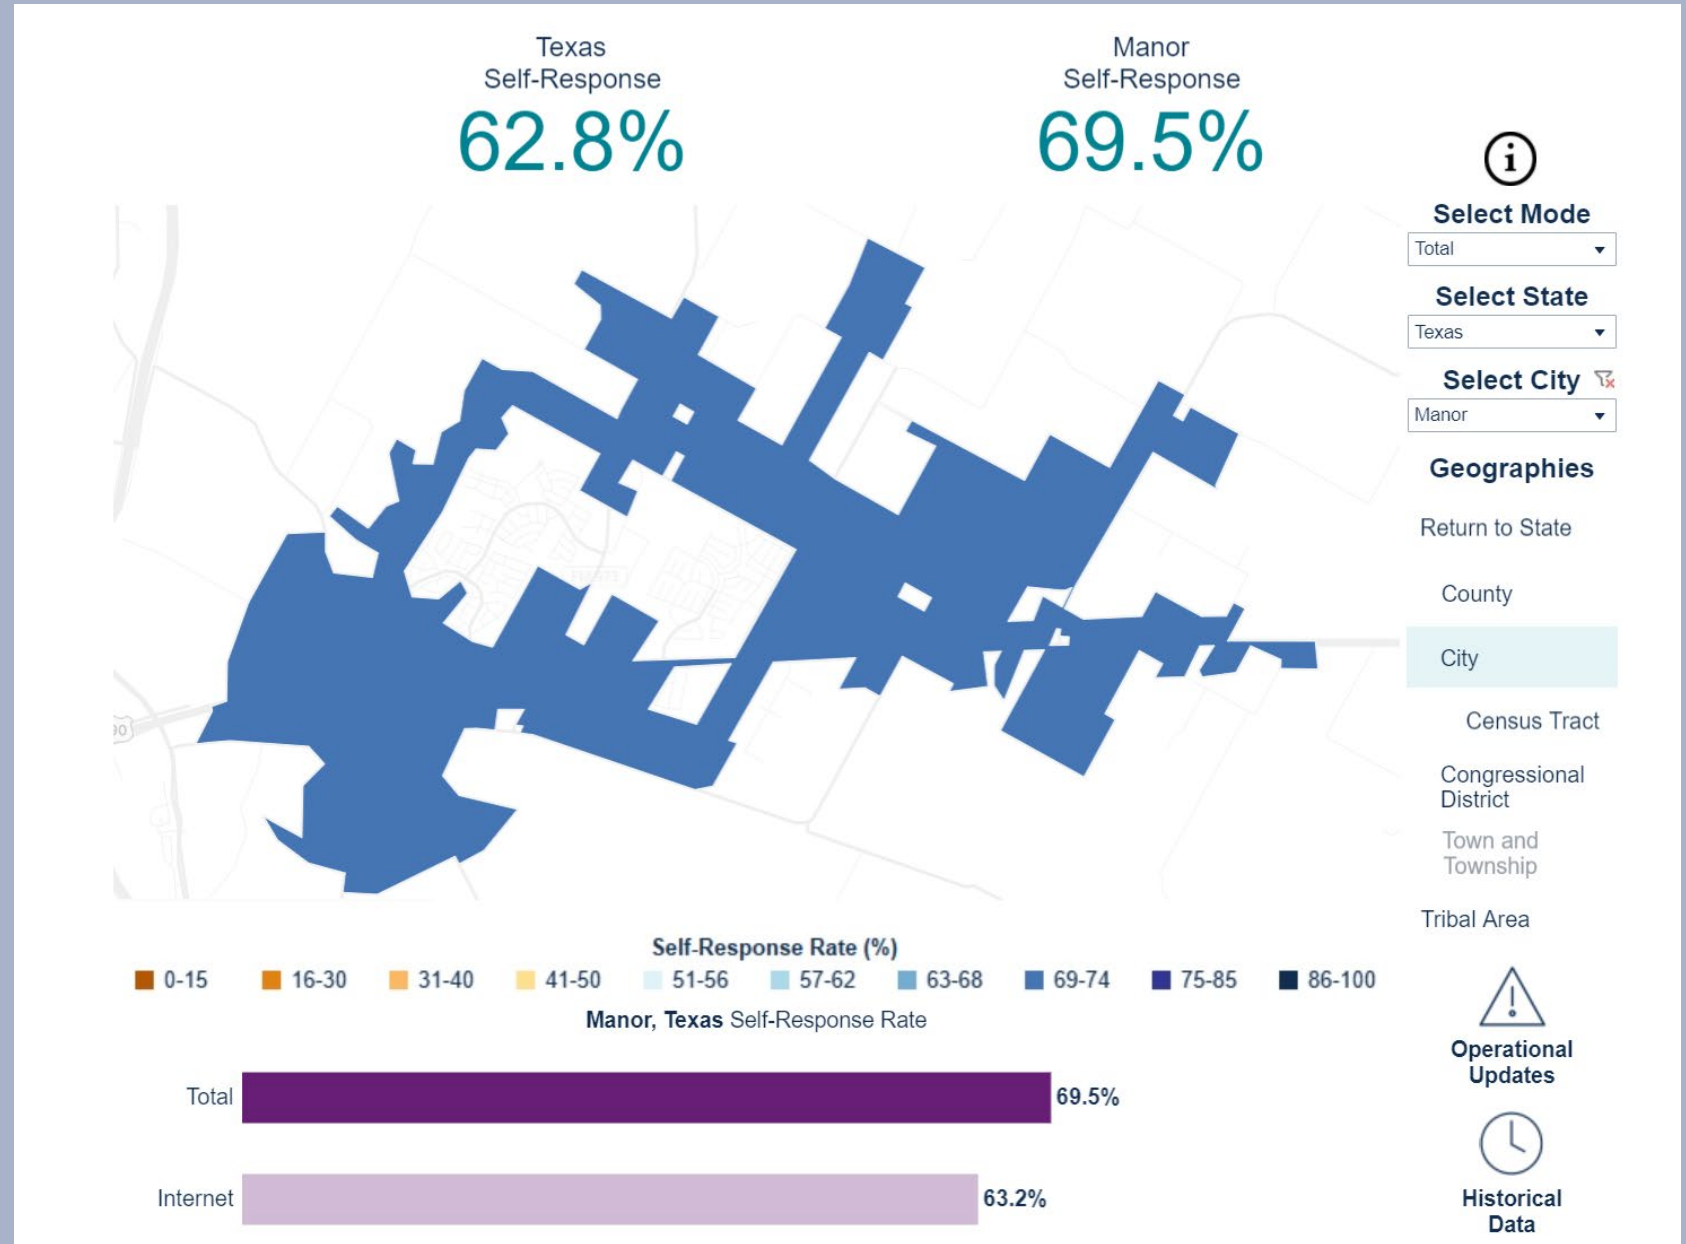 Texas
Self-Response
62.8%
Manor
Self-Response
69.5%
Select Mode
Total
Select State
Texas
Select City
Manor
Geographies
Return to State
County
City
Census Tract
Congressional
District
Town and
Township
Tribal Area
Operational
Updates
Historical
Data
Self-Response Rate (%)
0-15 16-30 31-40 41-50 51-56 57-62 63-68 69-74 75-85 86-100
Manor, Texas Self-Response Rate
Total 69.5%
Internet 63.2%